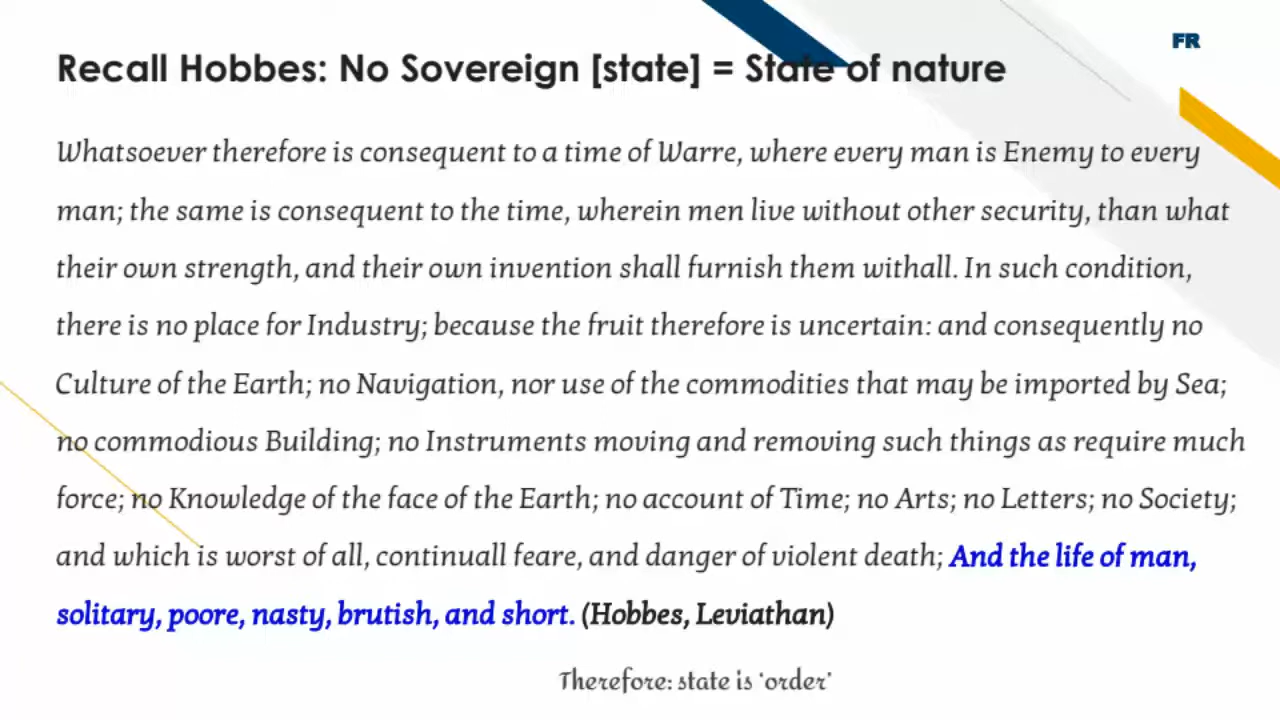 FR
Recall Hobbes: No Sovereign [state] = State of nature
Whatsoever therefore is consequent to a time of Warre, where every man is Enemy to every
man; the same is consequent to the time, wherein men live without other security, than what
their own strength, and their own invention shall furnish them withall. In such condition,
there is no place for Industry; because the fruit therefore is uncertain: and consequently no
Culture of the Earth; no Navigation, nor use of the commodities that may be imported by Sea;
no commodious Building; no Instruments moving and removing such things as require much
force; no Knowledge of the face of the Earth; no account of Time; no Arts; no Letters; no Society;
and which is worst of all, continuall feare, and danger of violent death; And the life of man,
solitary, poore, nasty, brutish, and short. (Hobbes, Leviathan)
Therefore: state is 'order'